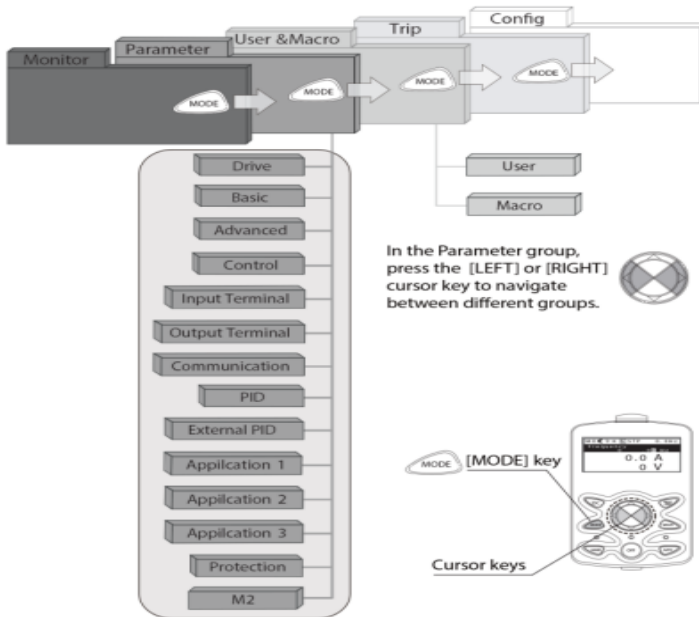 Config
Trip
User &Macro
Parameter
Monitor
MODE
MODE
MODE
MODE
Drive
User
Basic
Macro
Advanced
Control
Input Terminal
Output Terminal
Communication
PID
External PID
Appilcation 1
Appilcation 2
Appilcation 3
Protection
M2
In the Parameter group,
press the [LEFT] or [RIGHT]
cursor key to navigate
between different groups.
MODE [MODE] key
0.0 A
0 V
Cursor keys